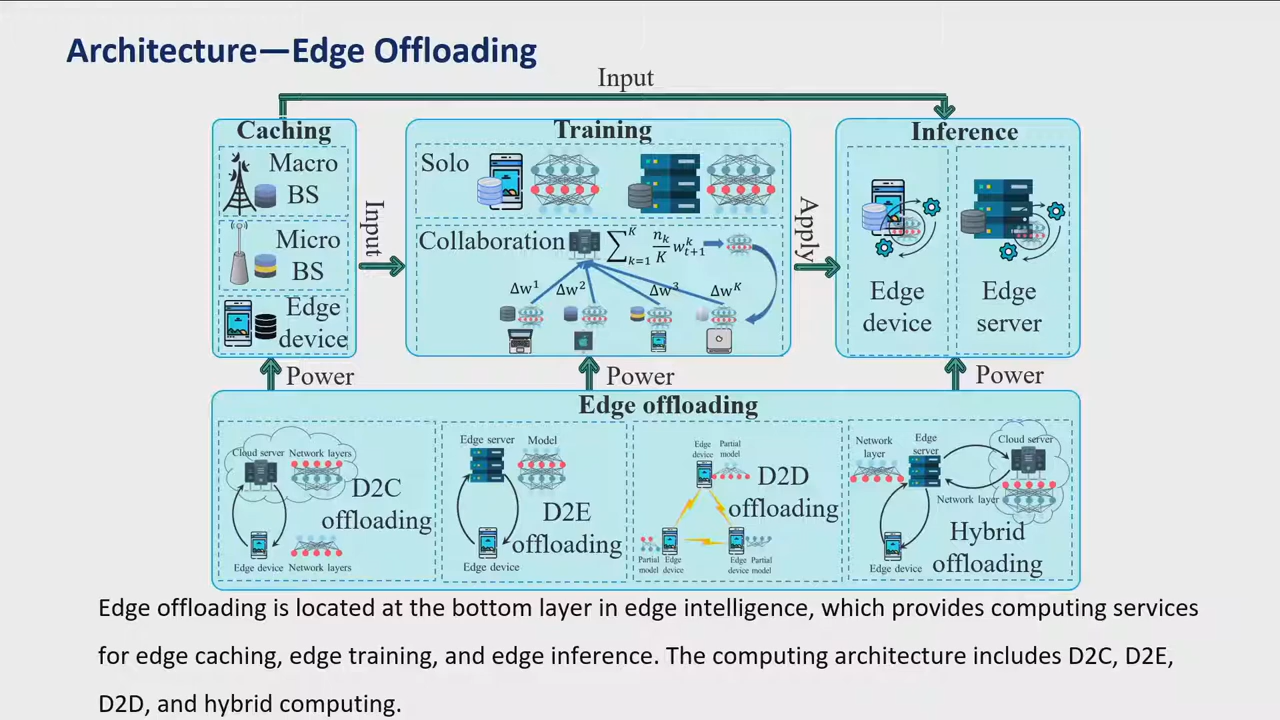 Architecture—Edge Offloading
Input
Caching
Macro
BS
Micro
BS
Edge
device
Input
Training
Solo
Collaboration
∑_{k=1}^{K} n_k/K w_{t+1}^k
Δw¹ Δw² Δw³ Δwᴷ
Apply
Inference
Edge
device
Edge
server
Power
Power
Power
Edge offloading
Cloud server Network layers
D2C
offloading
Edge device Network layers
Edge server Model
D2E
offloading
Edge device
Edge
device
Partial
model
D2D
offloading
Partial
model
Edge
device
Edge
device
Partial
model
Network
layer
Edge
server
Cloud server
Network layer
Hybrid
offloading
Edge device
Edge offloading is located at the bottom layer in edge intelligence, which provides computing services
for edge caching, edge training, and edge inference. The computing architecture includes D2C, D2E,
D2D, and hybrid computing.